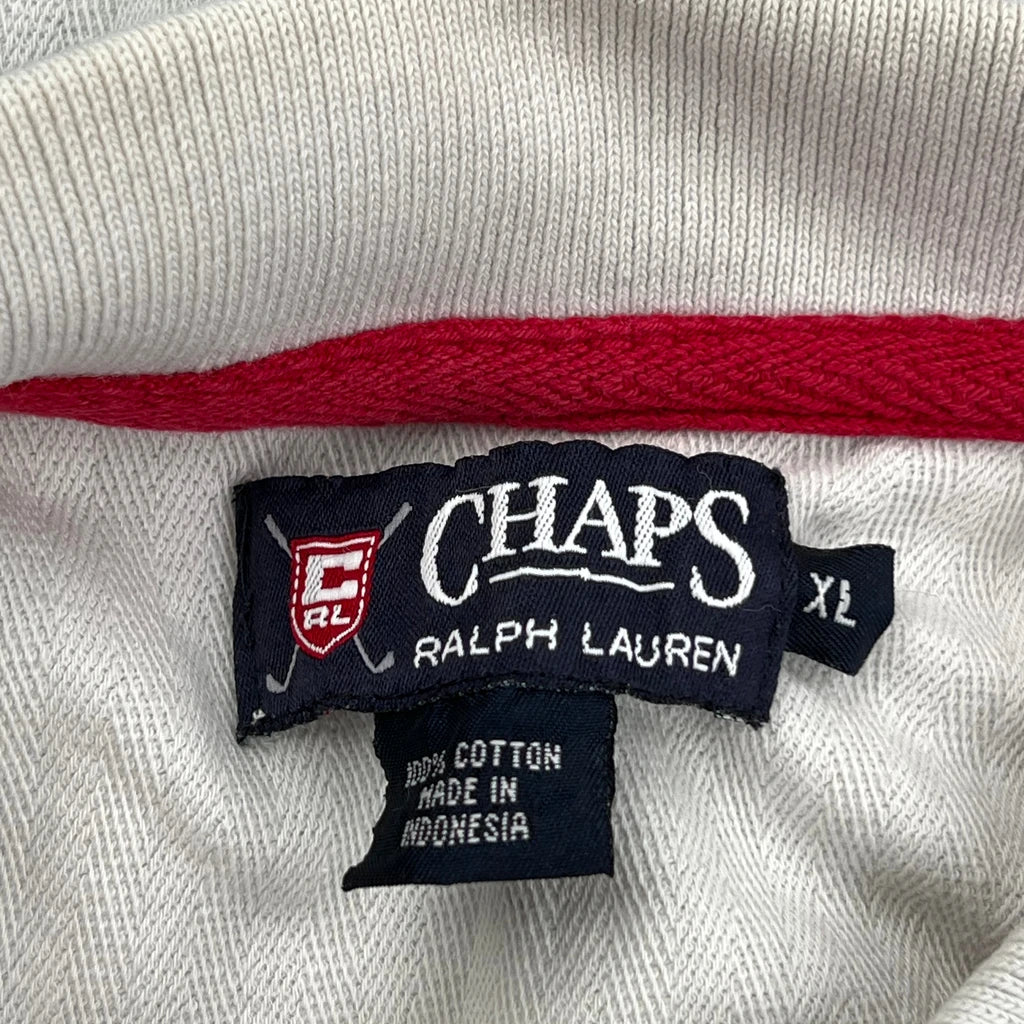 C
RL
CHAPS
RALPH LAUREN
XL
100% COTTON
MADE IN
INDONESIA